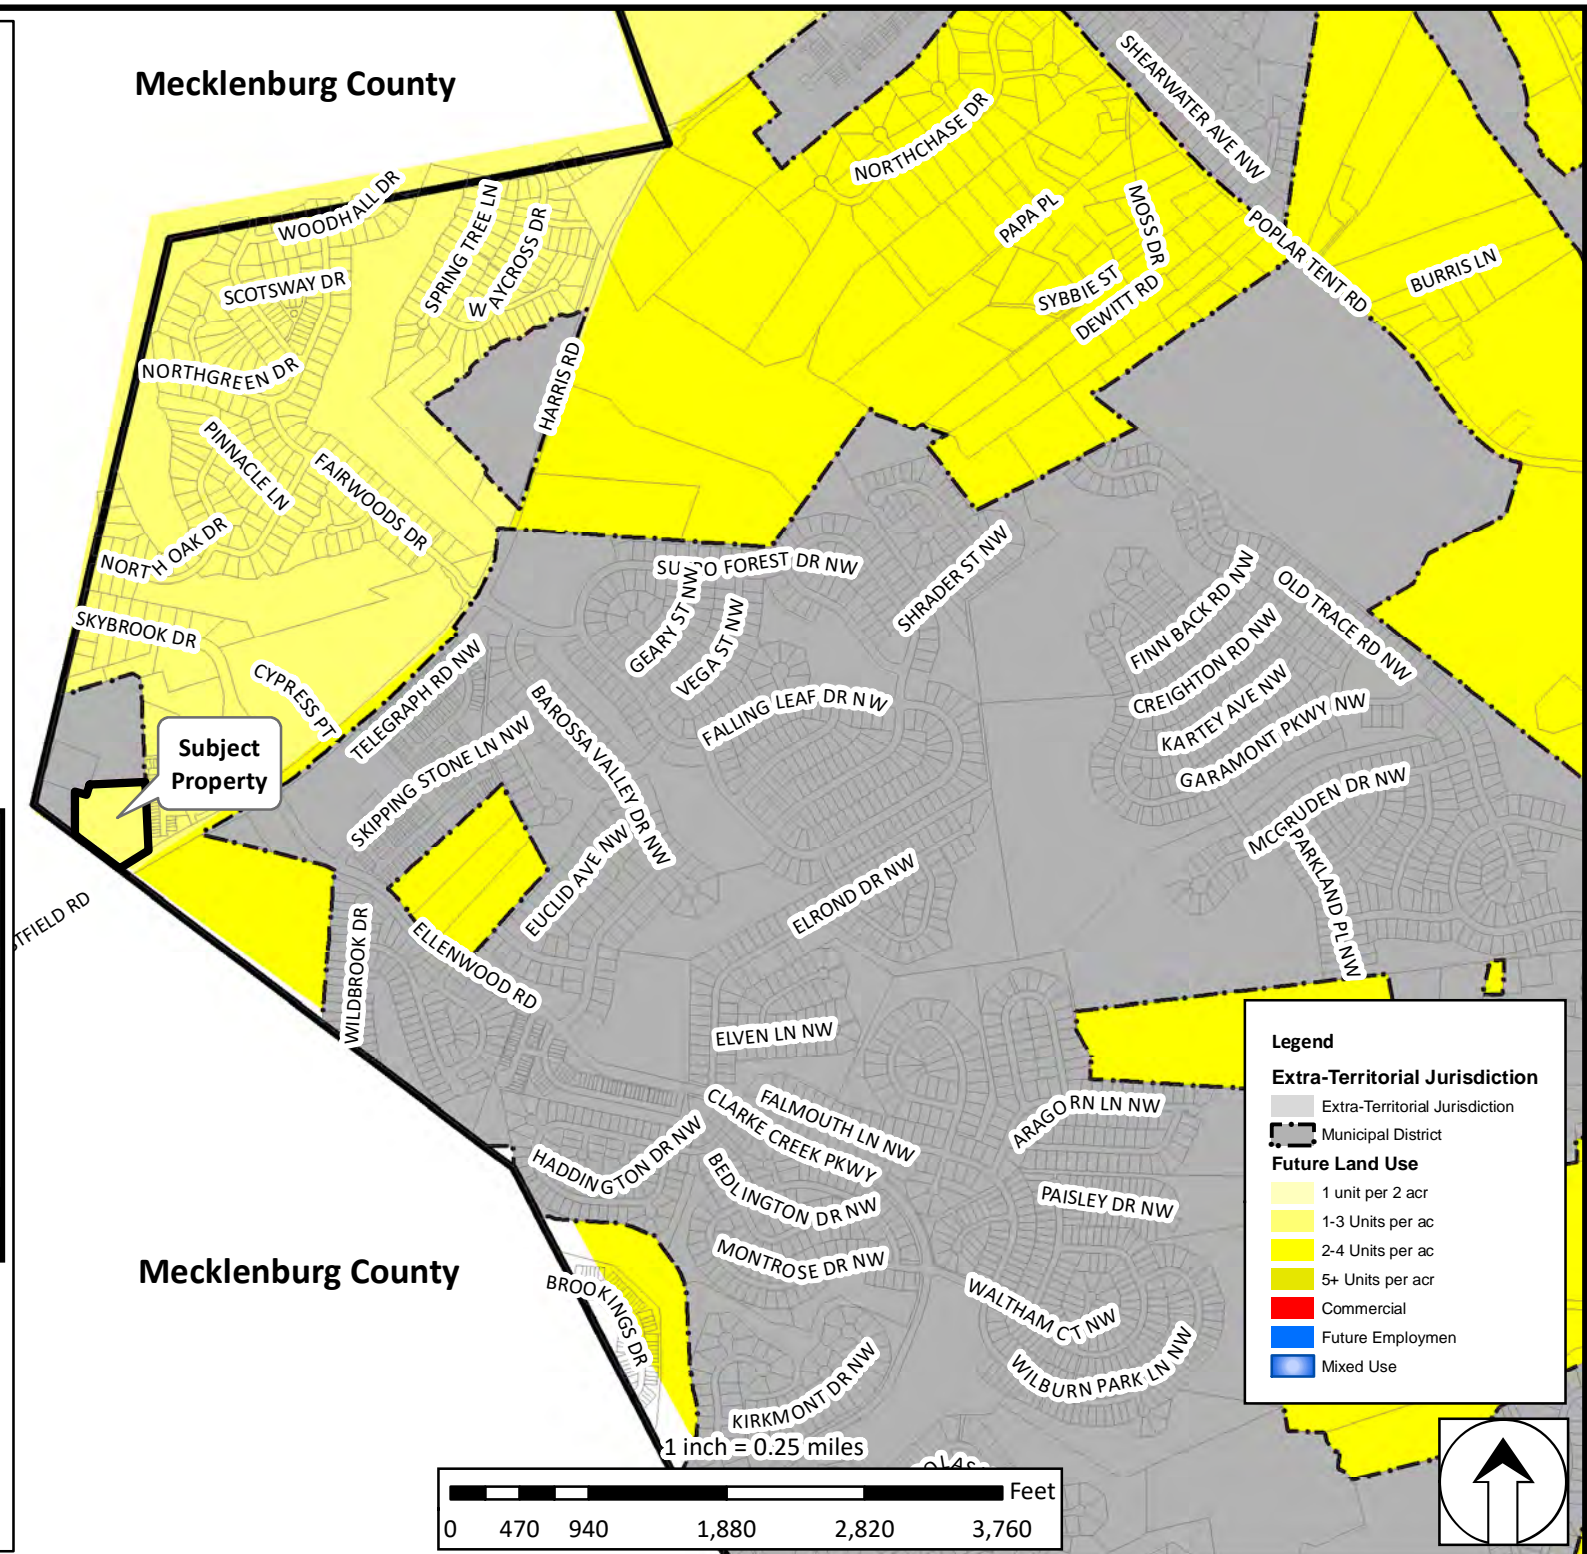 Mecklenburg County
SHEARWATER AVE NW
NORTHCHASE DR
WOODHALL DR
SPRING TREE LN
WAYCROSS DR
PAPA PL
MOSS DR
POPLAR TENT RD
BURRIS LN
SCOTSWAY DR
SYBBIE ST
DEWITT RD
NORTHGREEN DR
HARRIS RD
PINNACLE LN
FAIRWOODS DR
NORTH OAK DR
FOREST DR NW
SHRADER ST NW
GEARY ST NW
VEGA ST NW
FINN BACK RD NW
OLD TRACE RD NW
SKYBROOK DR
CREIGHTON RD NW
CYPRESS PT
TELEGRAPH RD NW
BAROSSA VALLEY DR NW
FALLING LEAF DR NW
KARTEY AVE NW
GARAMONT PKWY NW
Subject
Property
SKIPPING STONE LN NW
MCGRUDEN DR NW
EUCLID AVE NW
ELROND DR NW
PARKLAND PL NW
TFIELD RD
WILDBROOK DR
ELLENWOOD RD
ELVEN LN NW
CLARKE CREEK PKWY
FALMOUTH LN NW
ARAGORN LN NW
HADDINGTON DR NW
BEDLINGTON DR NW
PAISLEY DR NW
Mecklenburg County
MONTROSE DR NW
BROOKINGS DR
WALTHAM CT NW
WILBURN PARK LN NW
KIRKMONT DR NW
Legend
Extra-Territorial Jurisdiction
Extra-Territorial Jurisdiction
Municipal District
Future Land Use
1 unit per 2 acr
1-3 Units per ac
2-4 Units per ac
5+ Units per acr
Commercial
Future Employmen
Mixed Use
1 inch = 0.25 miles
Feet
0 470 940 1,880 2,820 3,760